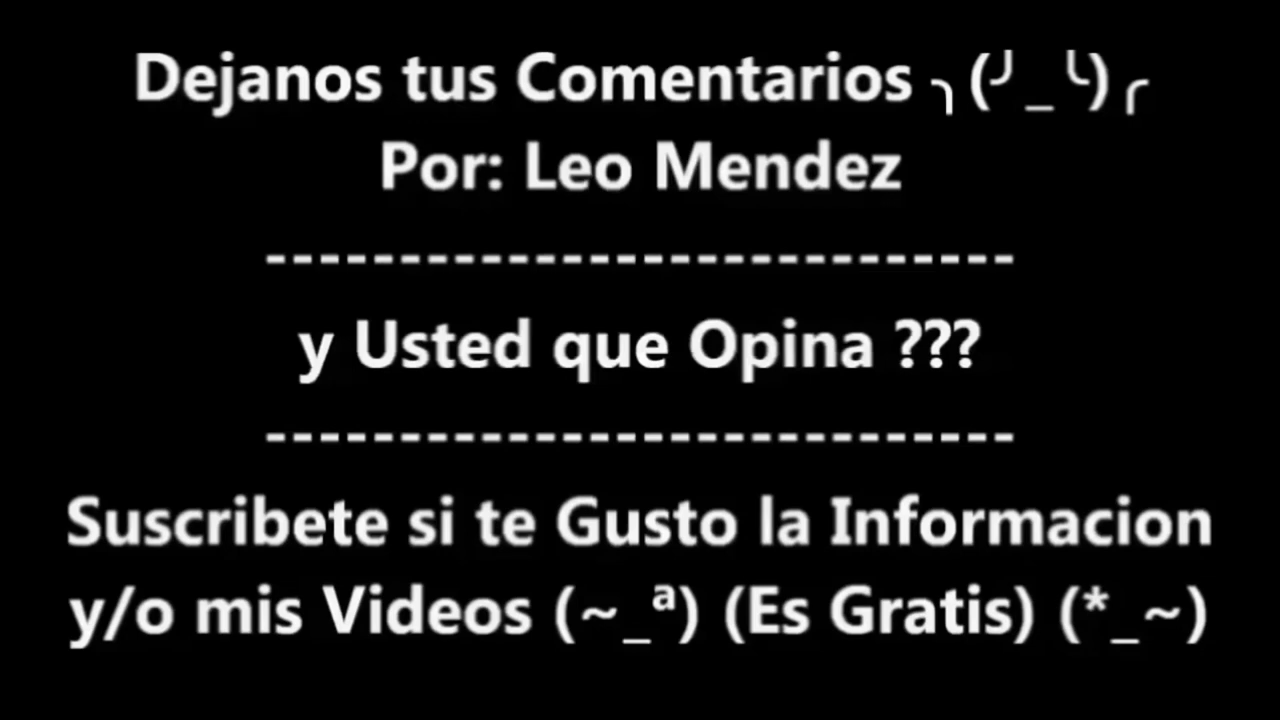 Dejanos tus Comentarios ╮(╯_╰)╭
Por: Leo Mendez
----------------------------
y Usted que Opina ???
----------------------------
Suscribete si te Gusto la Informacion
y/o mis Videos (~_ª) (Es Gratis) (*_~)